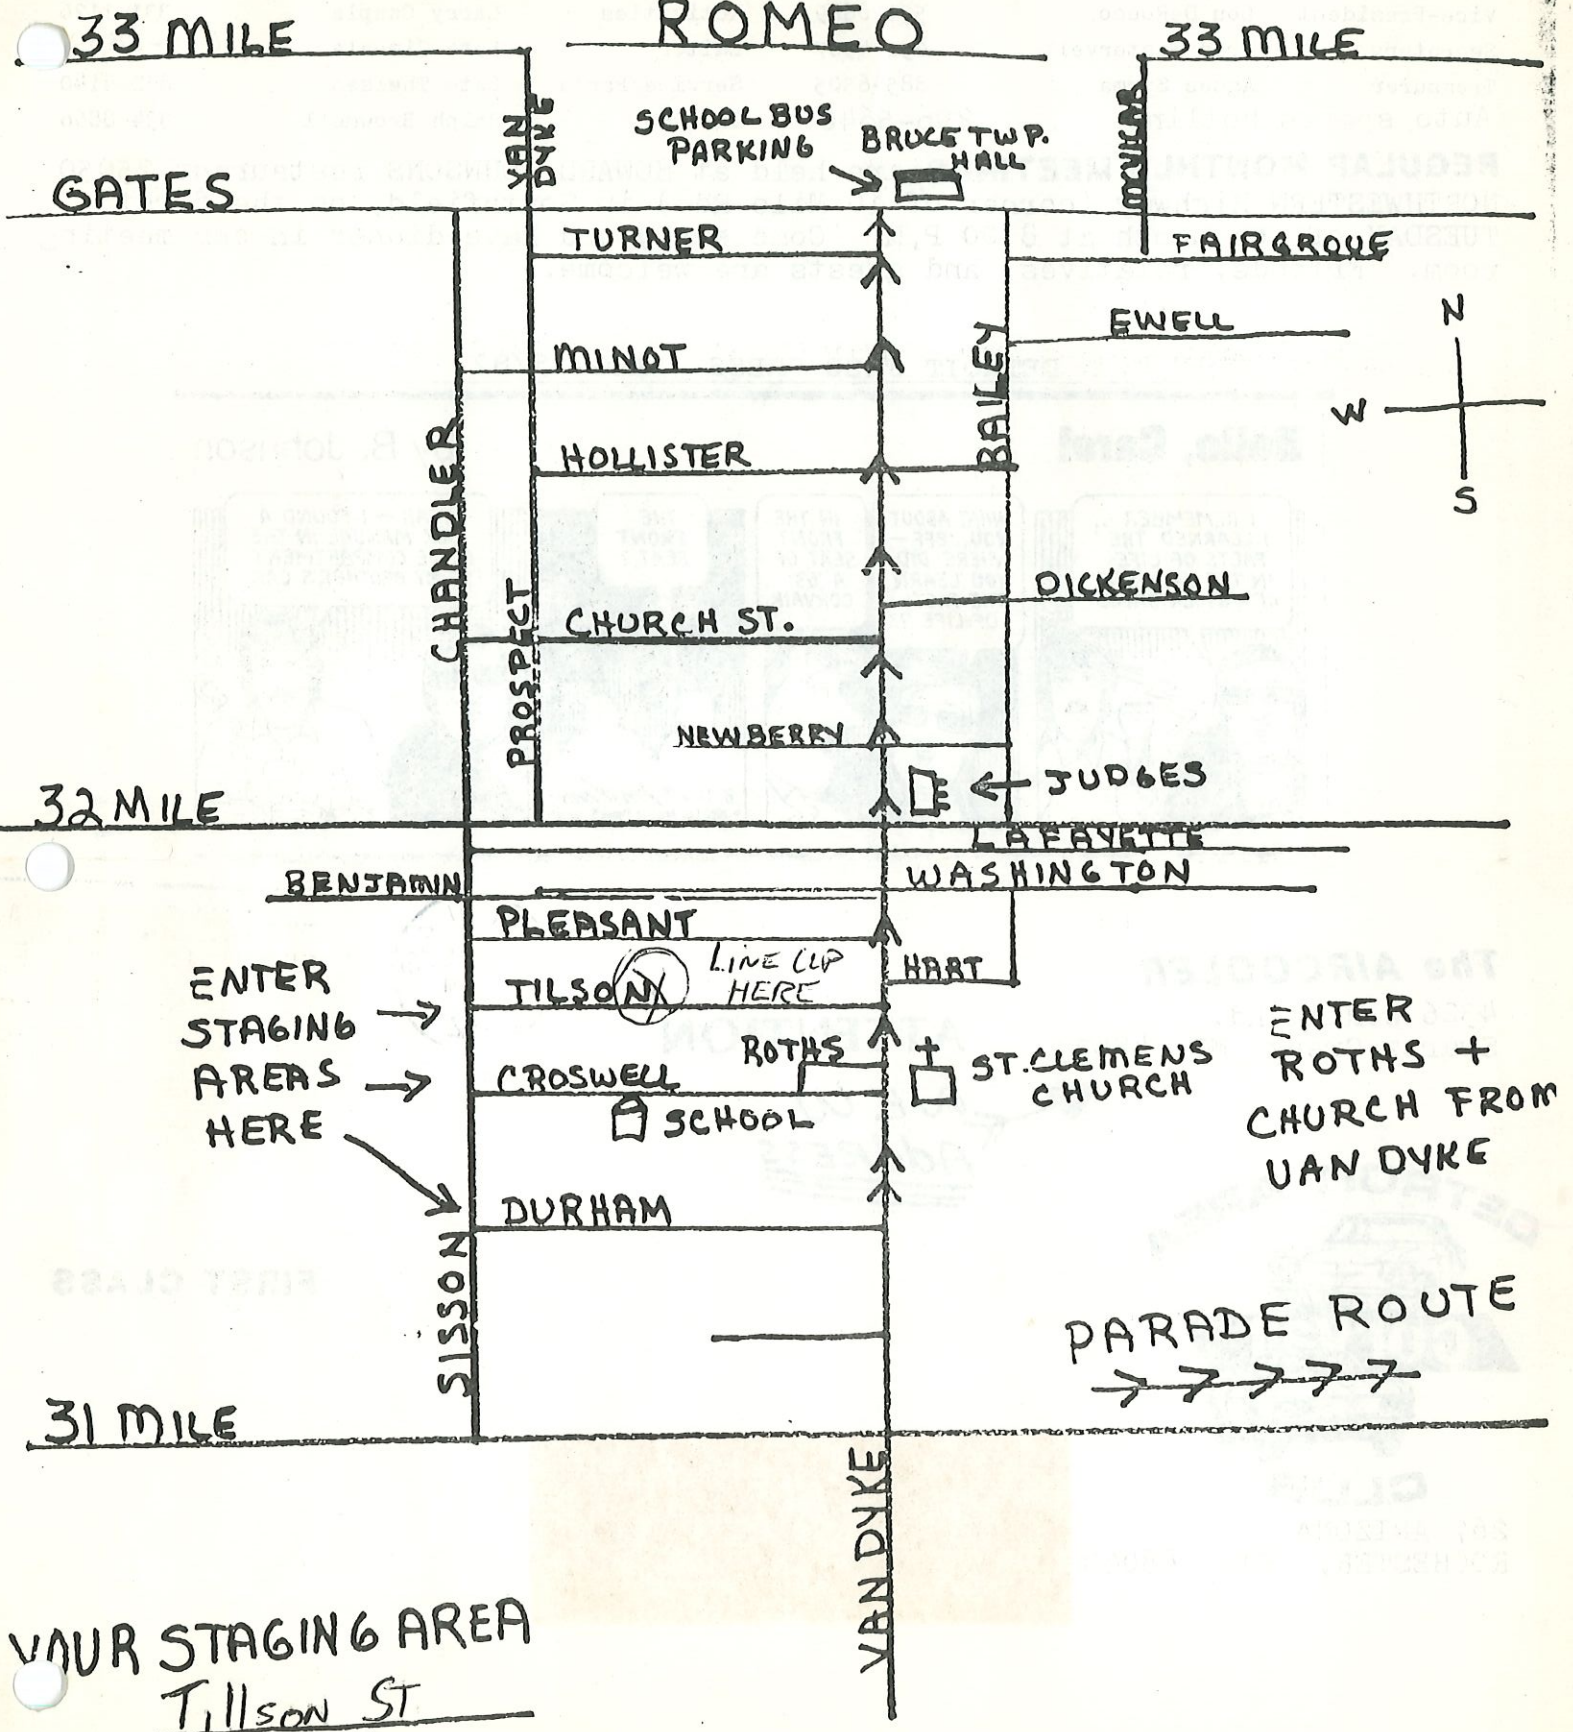 33 MILE
ROMEO
33 MILE
VAN
DYKE
SCHOOL BUS
PARKING
BRUCE TWP.
HALL
GATES
TURNER
FAIRGROVE
EWELL
N
W
S
MINOT
BAILEY
HOLLISTER
CHANDLER
PROSPECT
DICKENSON
CHURCH ST.
NEWBERRY
JUDGES
32 MILE
LAFAYETTE
BENJAMIN
WASHINGTON
PLEASANT
LINE UP
HERE
HART
TILSON X
ENTER
STAGING
AREAS
HERE
ROTHS
CROSWELL
SCHOOL
ST. CLEMENS
CHURCH
ENTER
ROTHS +
CHURCH FROM
VAN DYKE
DURHAM
SISSON
PARADE ROUTE
31 MILE
VAN DYKE
YOUR STAGING AREA
Tillson ST